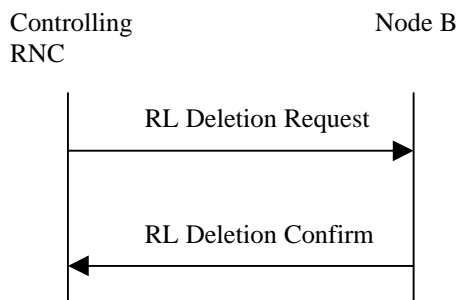 Controlling
RNC
Node B
RL Deletion Request
RL Deletion Confirm